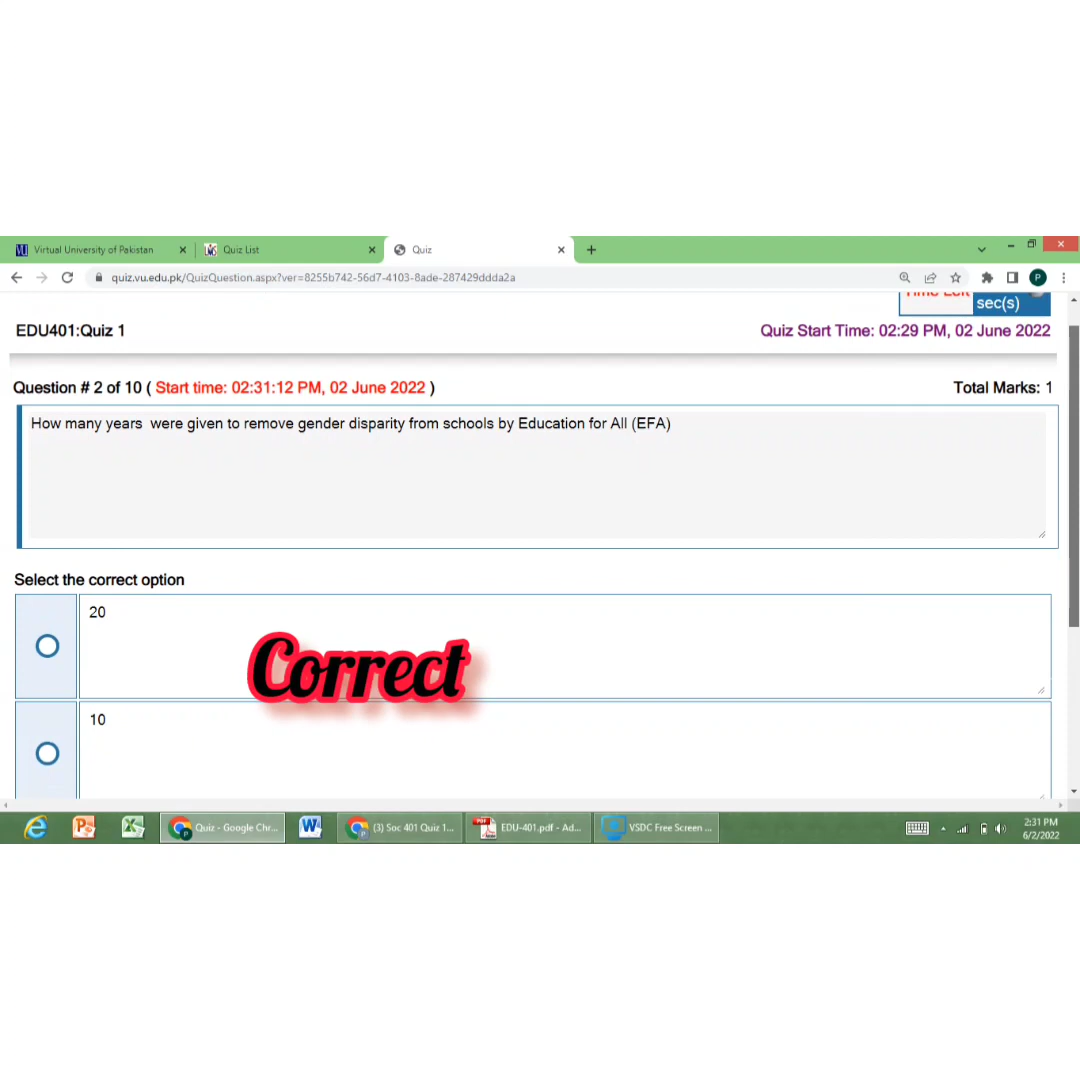 Virtual University of Pakistan
Quiz List
Quiz
quiz.vu.edu.pk/QuizQuestion.aspx?ver=8255b742-56d7-4103-8ade-287429ddda2a
Time Left
sec(s)
EDU401:Quiz 1
Quiz Start Time: 02:29 PM, 02 June 2022
Question # 2 of 10 ( Start time: 02:31:12 PM, 02 June 2022 )
Total Marks: 1
How many years were given to remove gender disparity from schools by Education for All (EFA)
Select the correct option
20
Correct
10
Quiz - Google Chr...
(3) Soc 401 Quiz 1...
EDU-401.pdf - Ad...
VSDC Free Screen ...
2:31 PM
6/2/2022